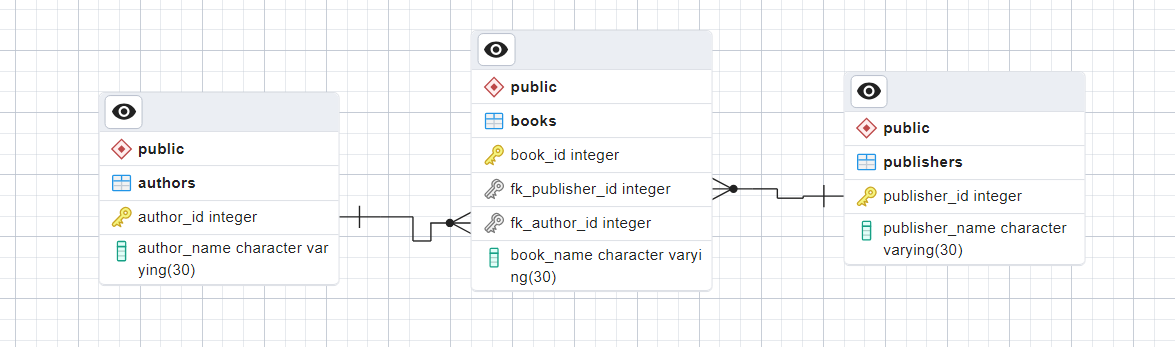 public
authors
author_id integer
author_name character var
ying(30)
public
books
book_id integer
fk_publisher_id integer
fk_author_id integer
book_name character varyi
ng(30)
public
publishers
publisher_id integer
publisher_name character
varying(30)